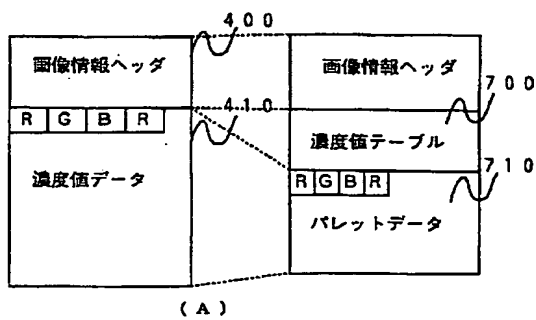 400
画像情報ヘッダ
画像情報ヘッダ
700
410
R G B R
濃度値テーブル
710
R G B R
濃度値データ
パレットデータ
(A)